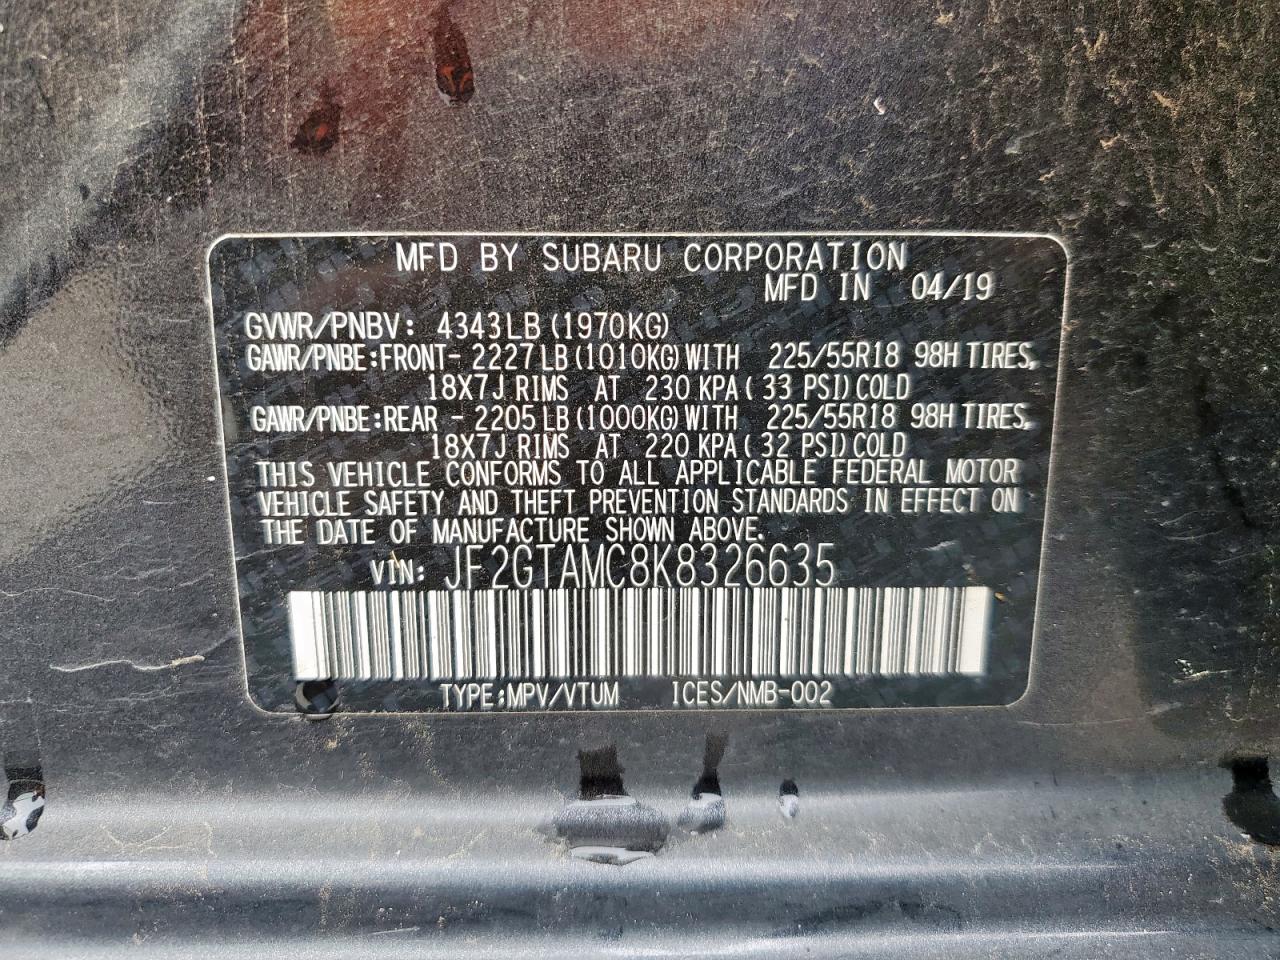 MFD BY SUBARU CORPORATION
MFD IN 04/19
GVWR/PNBV: 4343LB(1970KG)
GAWR/PNBE:FRONT- 2227LB(1010KG)WITH 225/55R18 98H TIRES,
18X7J RIMS AT 230 KPA(33 PSI)COLD
GAWR/PNBE:REAR - 2205LB(1000KG)WITH 225/55R18 98H TIRES,
18X7J RIMS AT 220 KPA(32 PSI)COLD
THIS VEHICLE CONFORMS TO ALL APPLICABLE FEDERAL MOTOR
VEHICLE SAFETY AND THEFT PREVENTION STANDARDS IN EFFECT ON
THE DATE OF MANUFACTURE SHOWN ABOVE.
VIN: JF2GTAMC8K8326635
TYPE:MPV/VTUM ICES/NMB-002